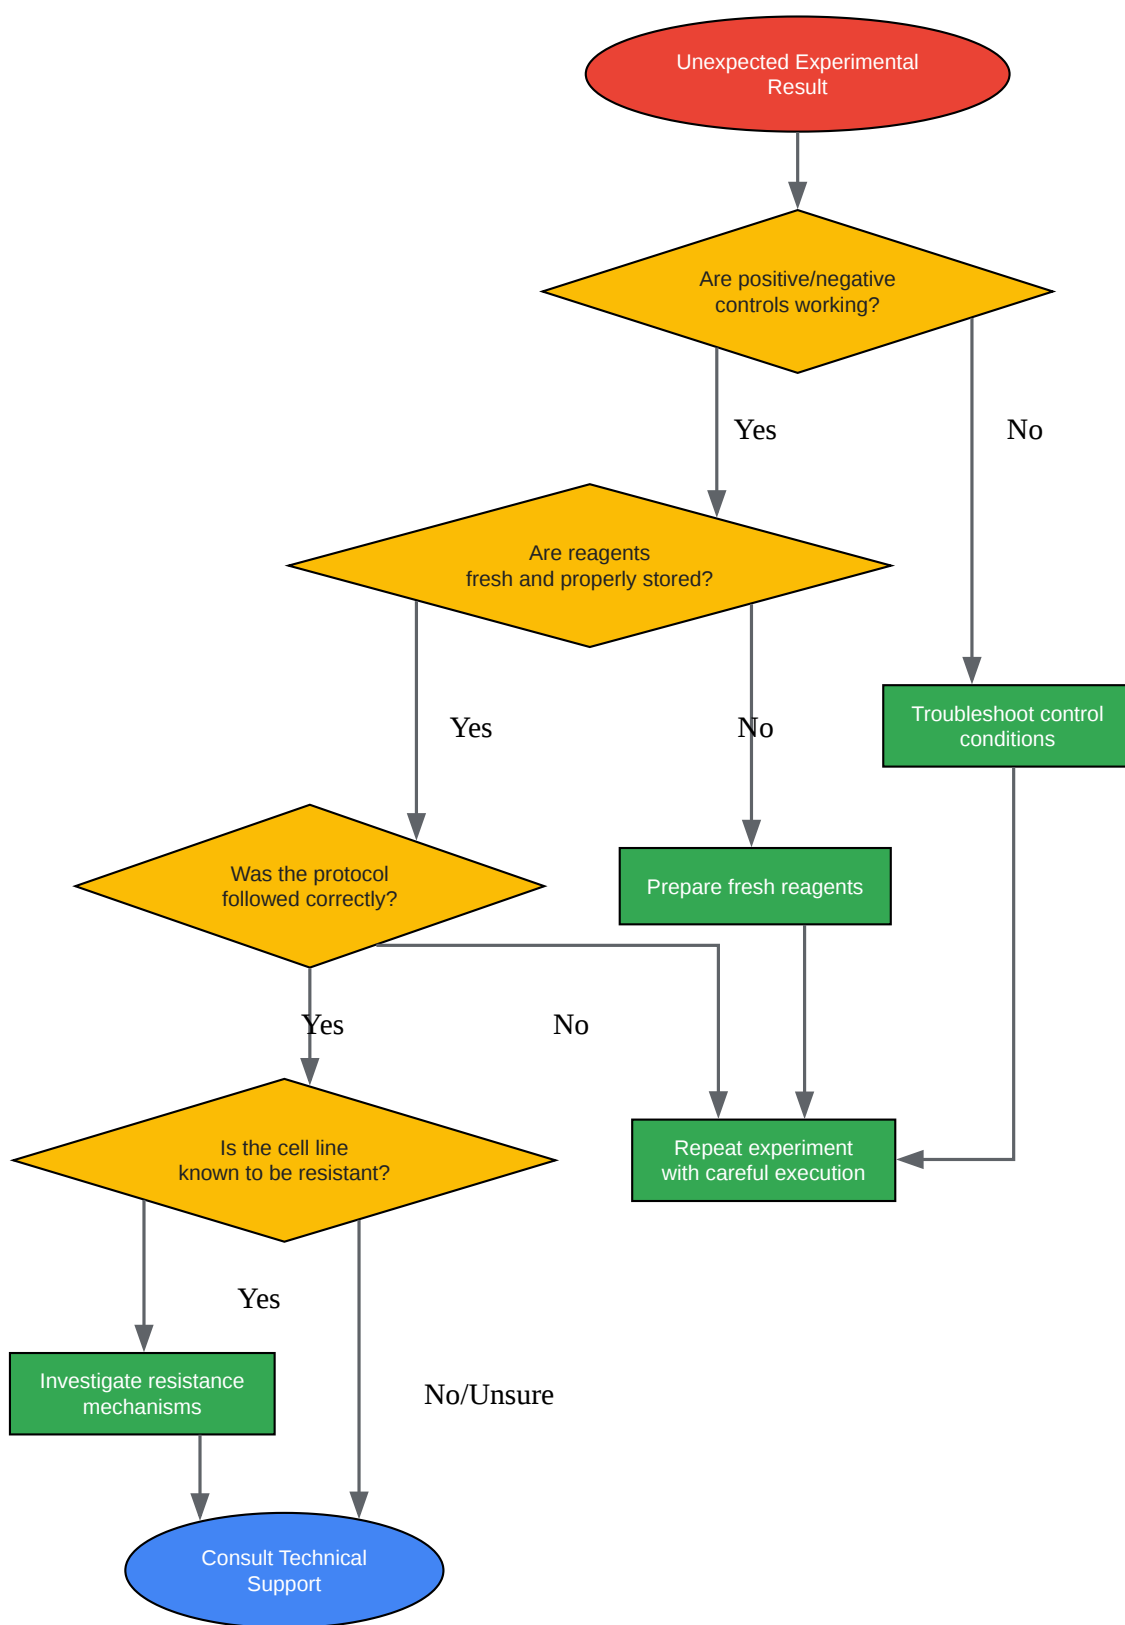 Unexpected Experimental
Result
Are positive/negative
controls working?
Yes
No
Are reagents
fresh and properly stored?
Yes
No
Troubleshoot control
conditions
Was the protocol
followed correctly?
Prepare fresh reagents
Yes
No
Is the cell line
known to be resistant?
Repeat experiment
with careful execution
Yes
Investigate resistance
mechanisms
No/Unsure
Consult Technical
Support